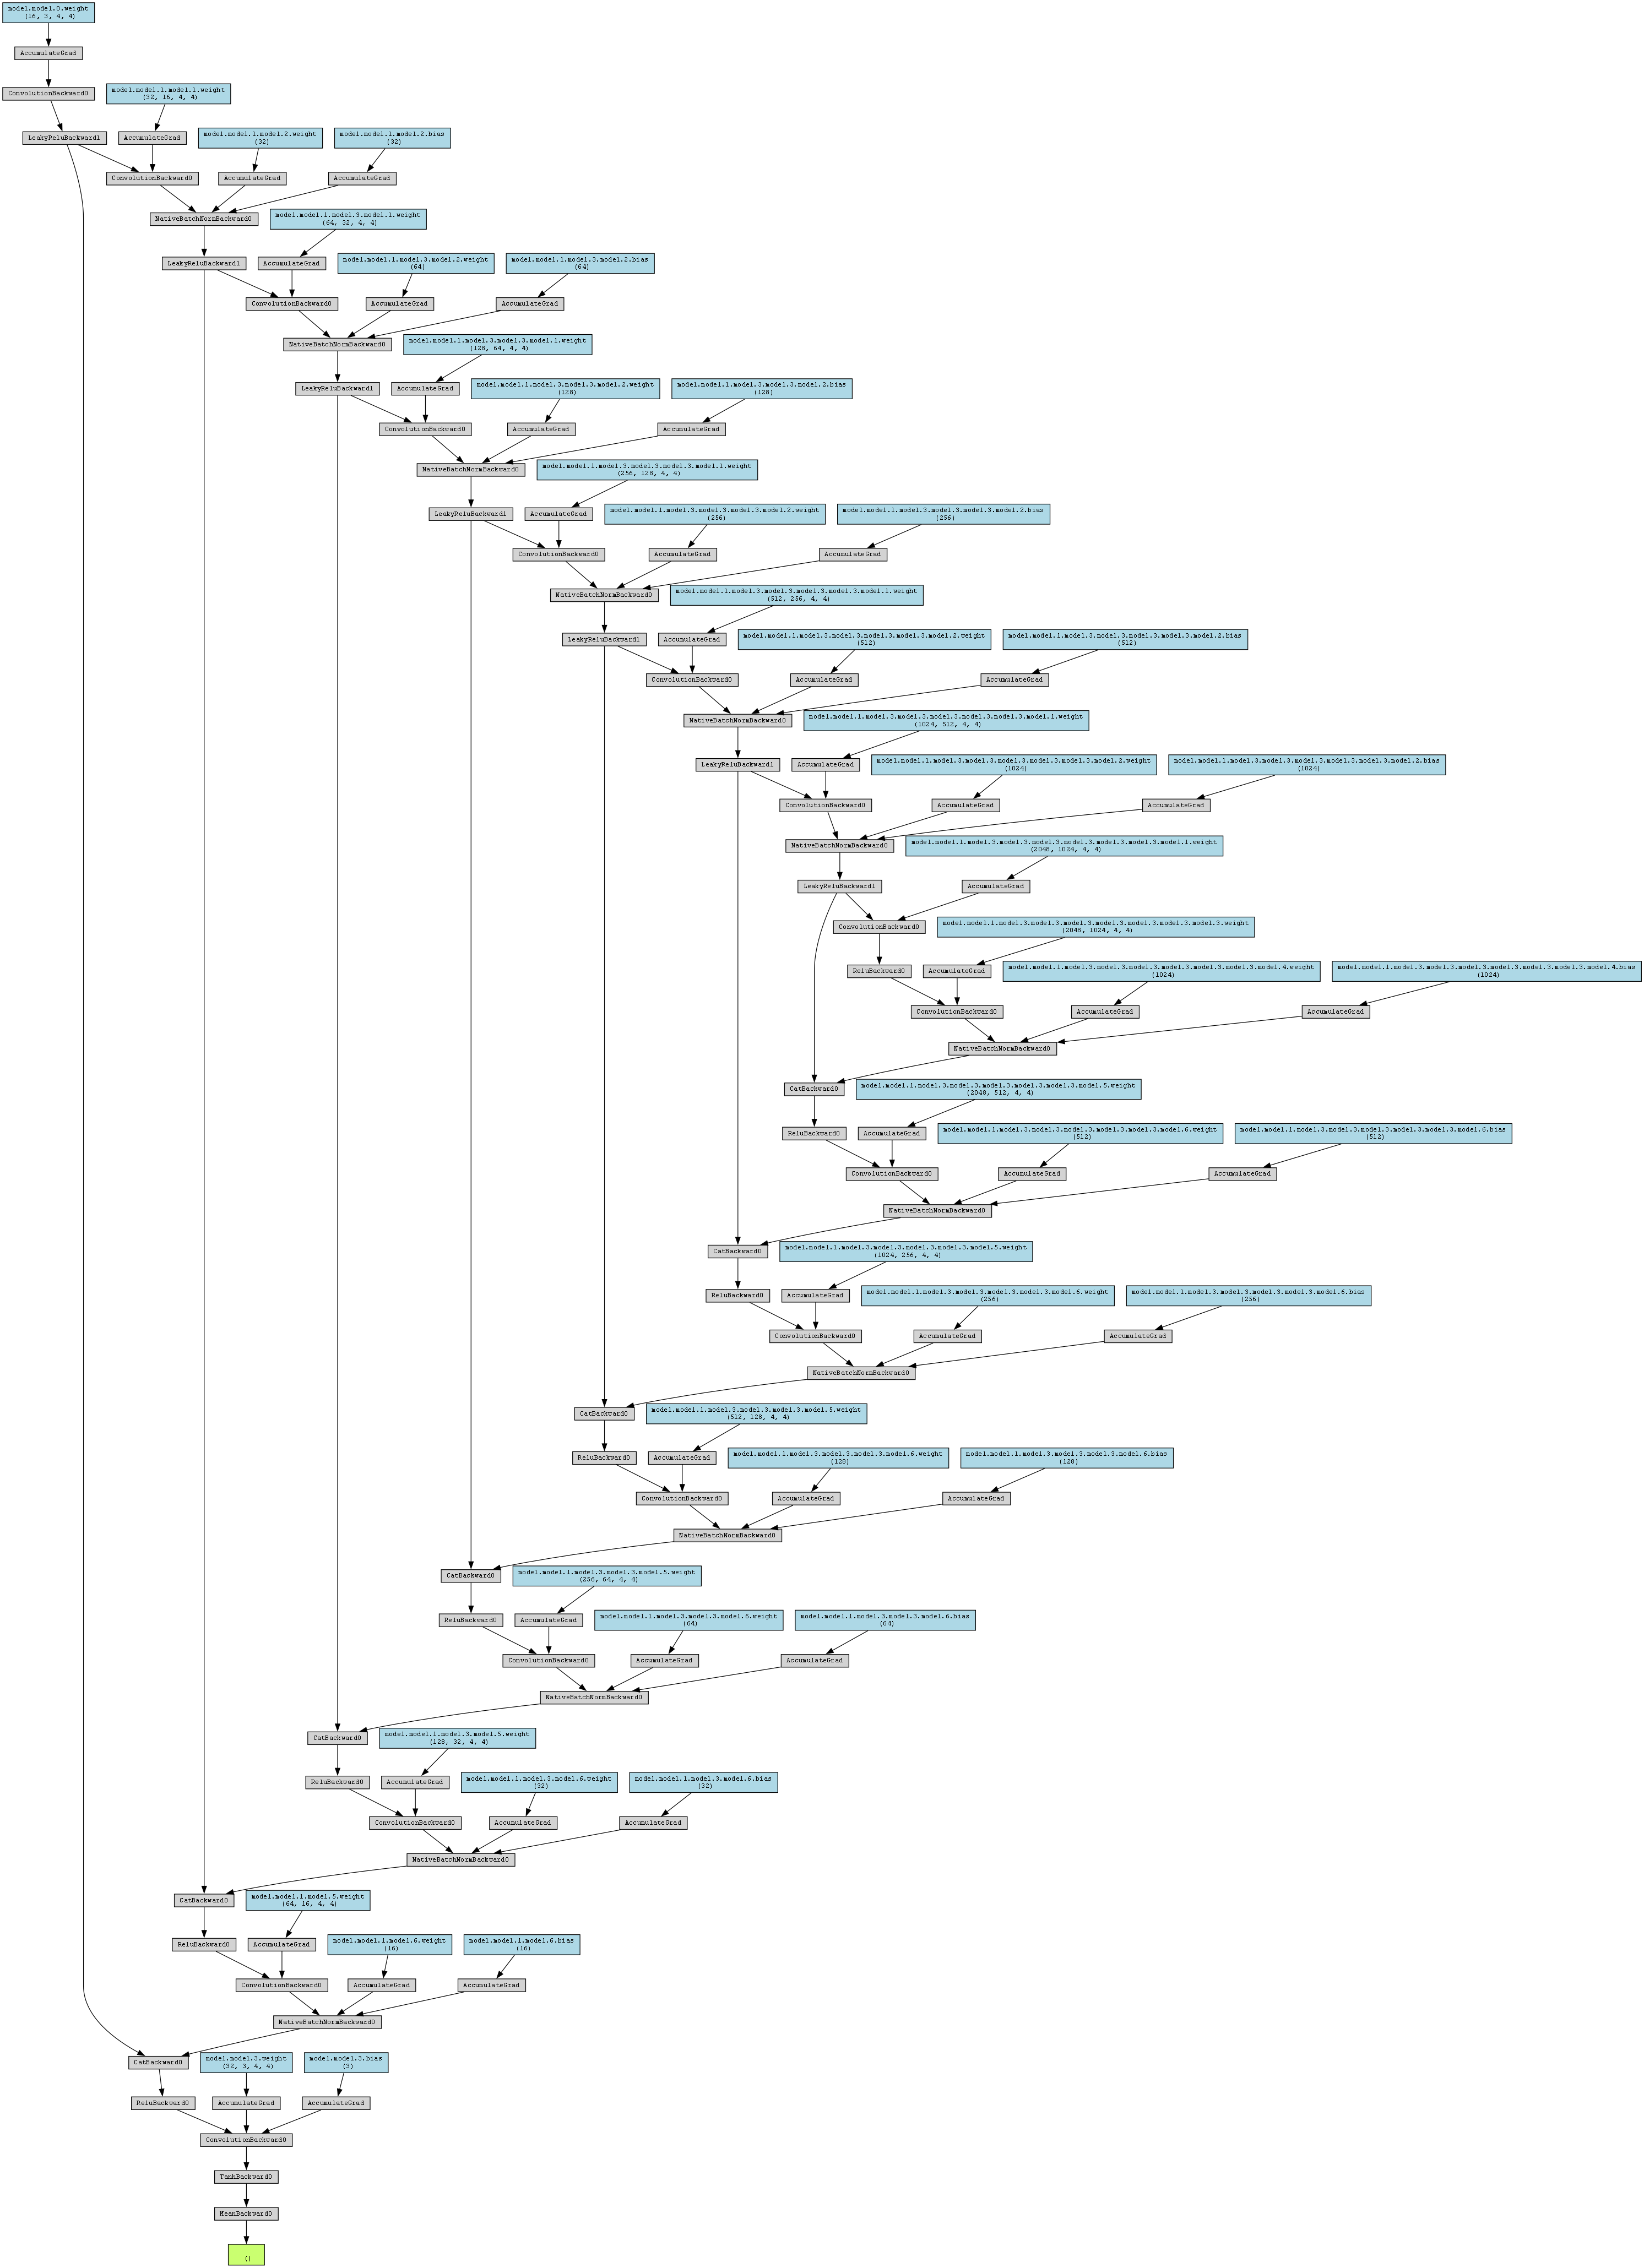 model.model.0.weight
(16, 3, 4, 4)
AccumulateGrad
ConvolutionBackward0
model.model.1.model.1.weight
(32, 16, 4, 4)
LeakyReluBackward1
AccumulateGrad
model.model.1.model.2.weight
(32)
model.model.1.model.2.bias
(32)
ConvolutionBackward0
AccumulateGrad
AccumulateGrad
NativeBatchNormBackward0
model.model.1.model.3.model.1.weight
(64, 32, 4, 4)
LeakyReluBackward1
AccumulateGrad
model.model.1.model.3.model.2.weight
(64)
model.model.1.model.3.model.2.bias
(64)
ConvolutionBackward0
AccumulateGrad
AccumulateGrad
NativeBatchNormBackward0
model.model.1.model.3.model.3.model.1.weight
(128, 64, 4, 4)
LeakyReluBackward1
AccumulateGrad
model.model.1.model.3.model.3.model.2.weight
(128)
model.model.1.model.3.model.3.model.2.bias
(128)
ConvolutionBackward0
AccumulateGrad
AccumulateGrad
NativeBatchNormBackward0
model.model.1.model.3.model.3.model.3.model.1.weight
(256, 128, 4, 4)
LeakyReluBackward1
AccumulateGrad
model.model.1.model.3.model.3.model.3.model.2.weight
(256)
model.model.1.model.3.model.3.model.3.model.2.bias
(256)
ConvolutionBackward0
AccumulateGrad
AccumulateGrad
NativeBatchNormBackward0
model.model.1.model.3.model.3.model.3.model.3.model.1.weight
(512, 256, 4, 4)
LeakyReluBackward1
AccumulateGrad
model.model.1.model.3.model.3.model.3.model.3.model.2.weight
(512)
model.model.1.model.3.model.3.model.3.model.3.model.2.bias
(512)
ConvolutionBackward0
AccumulateGrad
AccumulateGrad
NativeBatchNormBackward0
model.model.1.model.3.model.3.model.3.model.3.model.3.model.1.weight
(1024, 512, 4, 4)
LeakyReluBackward1
AccumulateGrad
model.model.1.model.3.model.3.model.3.model.3.model.3.model.2.weight
(1024)
model.model.1.model.3.model.3.model.3.model.3.model.3.model.2.bias
(1024)
ConvolutionBackward0
AccumulateGrad
AccumulateGrad
NativeBatchNormBackward0
model.model.1.model.3.model.3.model.3.model.3.model.3.model.3.model.1.weight
(2048, 1024, 4, 4)
LeakyReluBackward1
AccumulateGrad
ConvolutionBackward0
model.model.1.model.3.model.3.model.3.model.3.model.3.model.3.model.3.weight
(2048, 1024, 4, 4)
ReluBackward0
AccumulateGrad
model.model.1.model.3.model.3.model.3.model.3.model.3.model.3.model.4.weight
(1024)
model.model.1.model.3.model.3.model.3.model.3.model.3.model.3.model.4.bias
(1024)
ConvolutionBackward0
AccumulateGrad
AccumulateGrad
NativeBatchNormBackward0
CatBackward0
model.model.1.model.3.model.3.model.3.model.3.model.3.model.5.weight
(2048, 512, 4, 4)
ReluBackward0
AccumulateGrad
model.model.1.model.3.model.3.model.3.model.3.model.3.model.6.weight
(512)
model.model.1.model.3.model.3.model.3.model.3.model.3.model.6.bias
(512)
ConvolutionBackward0
AccumulateGrad
AccumulateGrad
NativeBatchNormBackward0
CatBackward0
model.model.1.model.3.model.3.model.3.model.3.model.5.weight
(1024, 256, 4, 4)
ReluBackward0
AccumulateGrad
model.model.1.model.3.model.3.model.3.model.3.model.6.weight
(256)
model.model.1.model.3.model.3.model.3.model.3.model.6.bias
(256)
ConvolutionBackward0
AccumulateGrad
AccumulateGrad
NativeBatchNormBackward0
CatBackward0
model.model.1.model.3.model.3.model.3.model.5.weight
(512, 128, 4, 4)
ReluBackward0
AccumulateGrad
model.model.1.model.3.model.3.model.3.model.6.weight
(128)
model.model.1.model.3.model.3.model.3.model.6.bias
(128)
ConvolutionBackward0
AccumulateGrad
AccumulateGrad
NativeBatchNormBackward0
CatBackward0
model.model.1.model.3.model.3.model.5.weight
(256, 64, 4, 4)
ReluBackward0
AccumulateGrad
model.model.1.model.3.model.3.model.6.weight
(64)
model.model.1.model.3.model.3.model.6.bias
(64)
ConvolutionBackward0
AccumulateGrad
AccumulateGrad
NativeBatchNormBackward0
CatBackward0
model.model.1.model.3.model.5.weight
(128, 32, 4, 4)
ReluBackward0
AccumulateGrad
model.model.1.model.3.model.6.weight
(32)
model.model.1.model.3.model.6.bias
(32)
ConvolutionBackward0
AccumulateGrad
AccumulateGrad
NativeBatchNormBackward0
CatBackward0
model.model.1.model.5.weight
(64, 16, 4, 4)
ReluBackward0
AccumulateGrad
model.model.1.model.6.weight
(16)
model.model.1.model.6.bias
(16)
ConvolutionBackward0
AccumulateGrad
AccumulateGrad
NativeBatchNormBackward0
CatBackward0
model.model.3.weight
(32, 3, 4, 4)
model.model.3.bias
(3)
ReluBackward0
AccumulateGrad
AccumulateGrad
ConvolutionBackward0
TanhBackward0
MeanBackward0
()